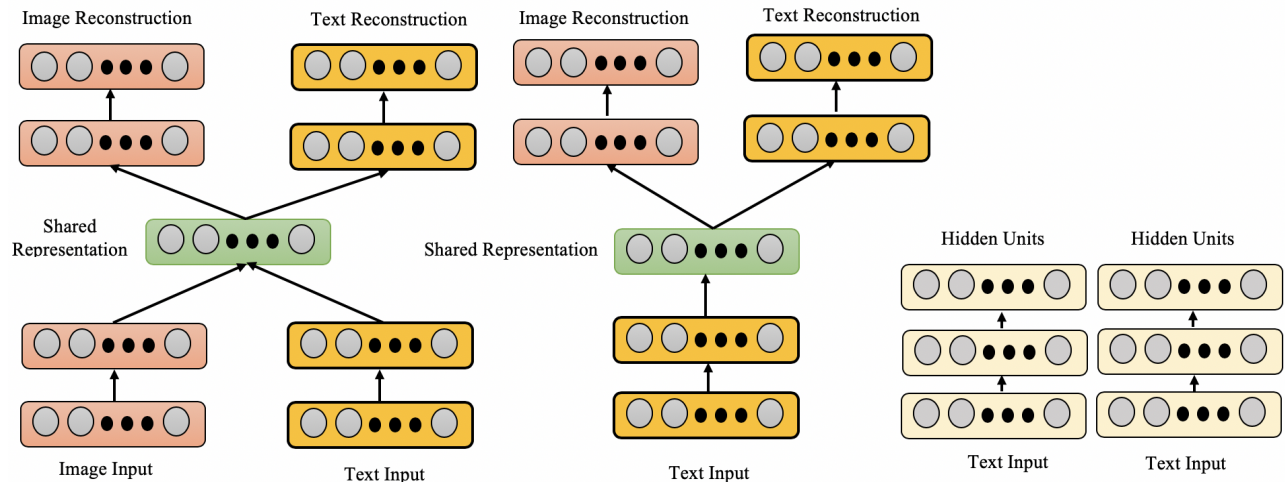 Image Reconstruction
Text Reconstruction
Image Reconstruction
Text Reconstruction
Shared
Representation
Shared Representation
Hidden Units
Hidden Units
Image Input
Text Input
Text Input
Text Input
Text Input